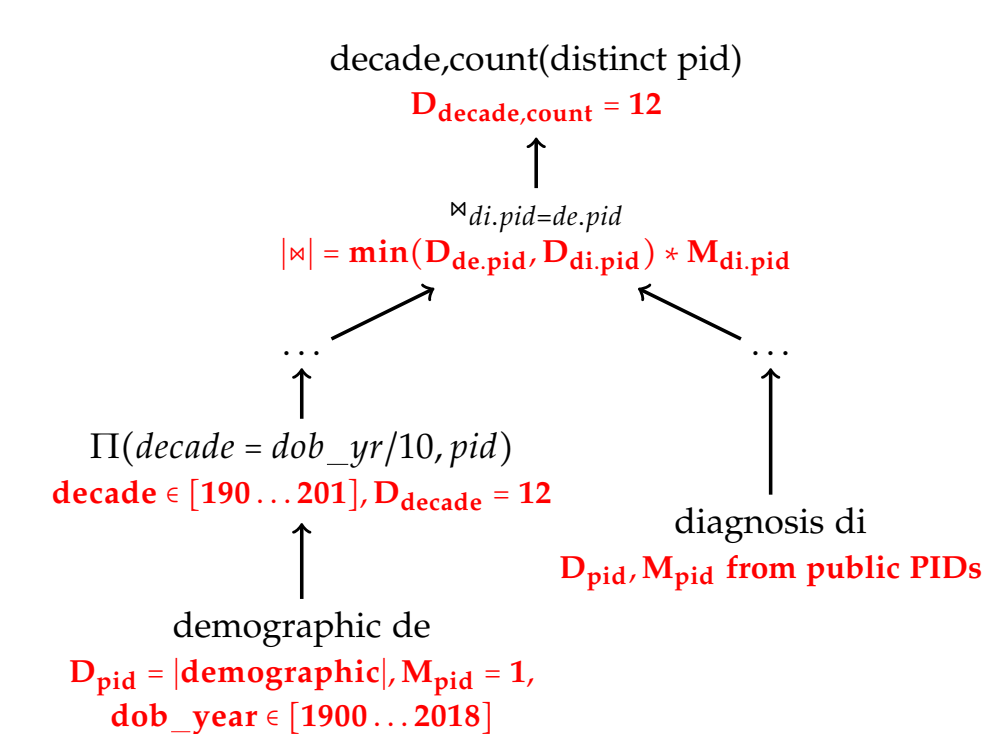 decade,count(distinct pid)
D_decade,count = 12
⋈_di.pid=de.pid
|⋈| = min(D_de.pid, D_di.pid) ∗ M_di.pid
... ...
Π(decade = dob_yr/10, pid)
decade ∈ [190...201], D_decade = 12
diagnosis di
D_pid, M_pid from public PIDs
demographic de
D_pid = |demographic|, M_pid = 1,
dob_year ∈ [1900...2018]